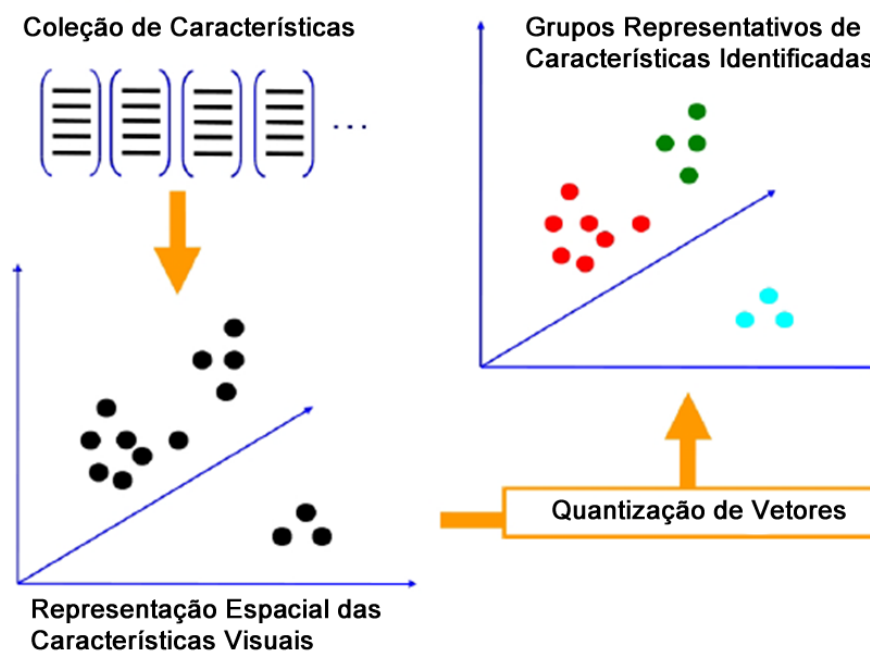 Coleção de Características
Grupos Representativos de
Características Identificadas
...
Quantização de Vetores
Representação Espacial das
Características Visuais